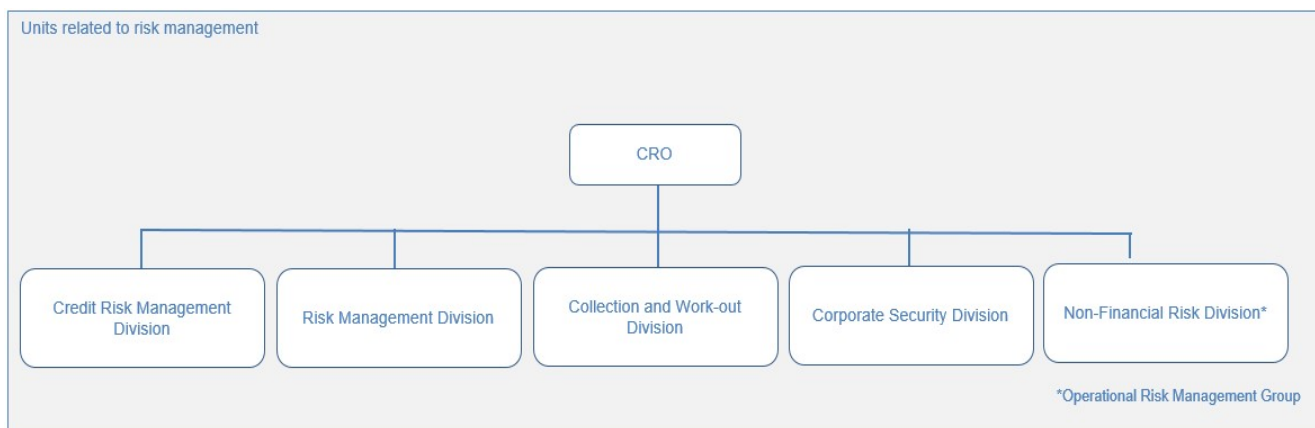 Units related to risk management
CRO
Credit Risk Management
Division
Risk Management Division
Collection and Work-out
Division
Corporate Security Division
Non-Financial Risk Division*
*Operational Risk Management Group